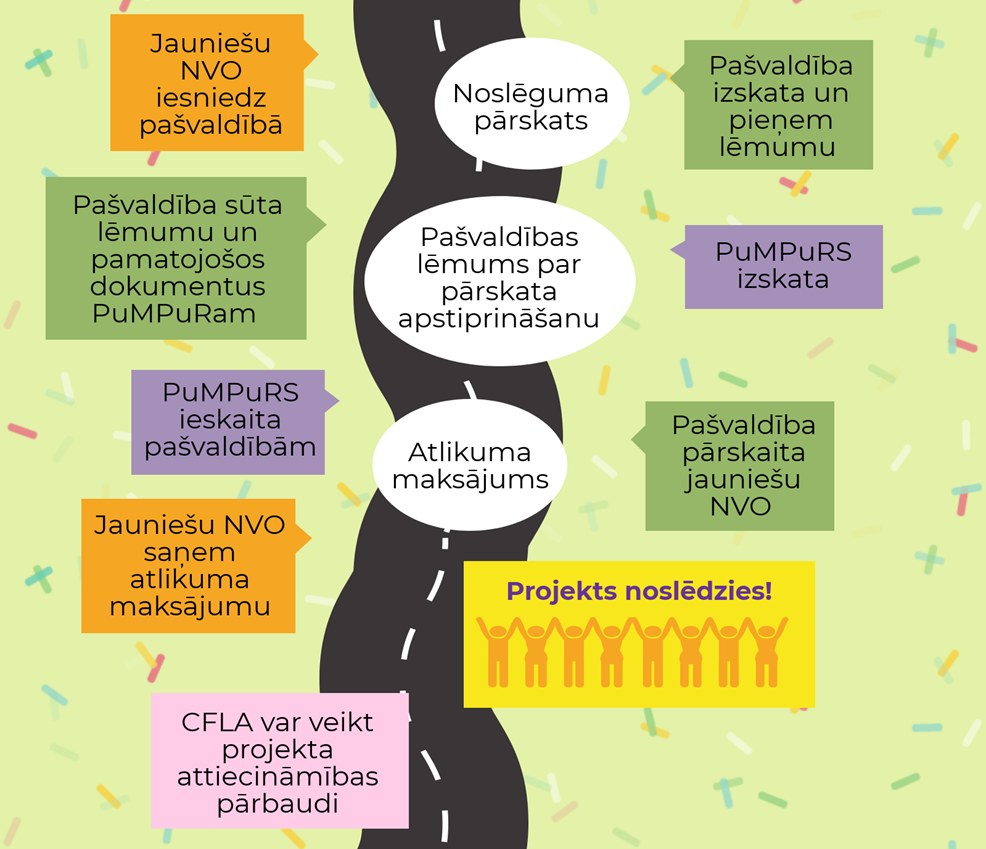 Jauniešu
NVO
iesniedz
pašvaldībā
Noslēguma
pārskats
Pašvaldība
izskata un
pieņem
lēmumu
Pašvaldība sūta
lēmumu un
pamatojošos
dokumentus
PuMPuRam
Pašvaldības
lēmums par
pārskata
apstiprināšanu
PuMPuRS
izskata
PuMPuRS
ieskaita
pašvaldībām
Atlikuma
maksājums
Pašvaldība
pārskaita
jauniešu
NVO
Jauniešu NVO
saņem
atlikuma
maksājumu
Projekts noslēdzies!
CFLA var veikt
projekta
attiecināmības
pārbaudi